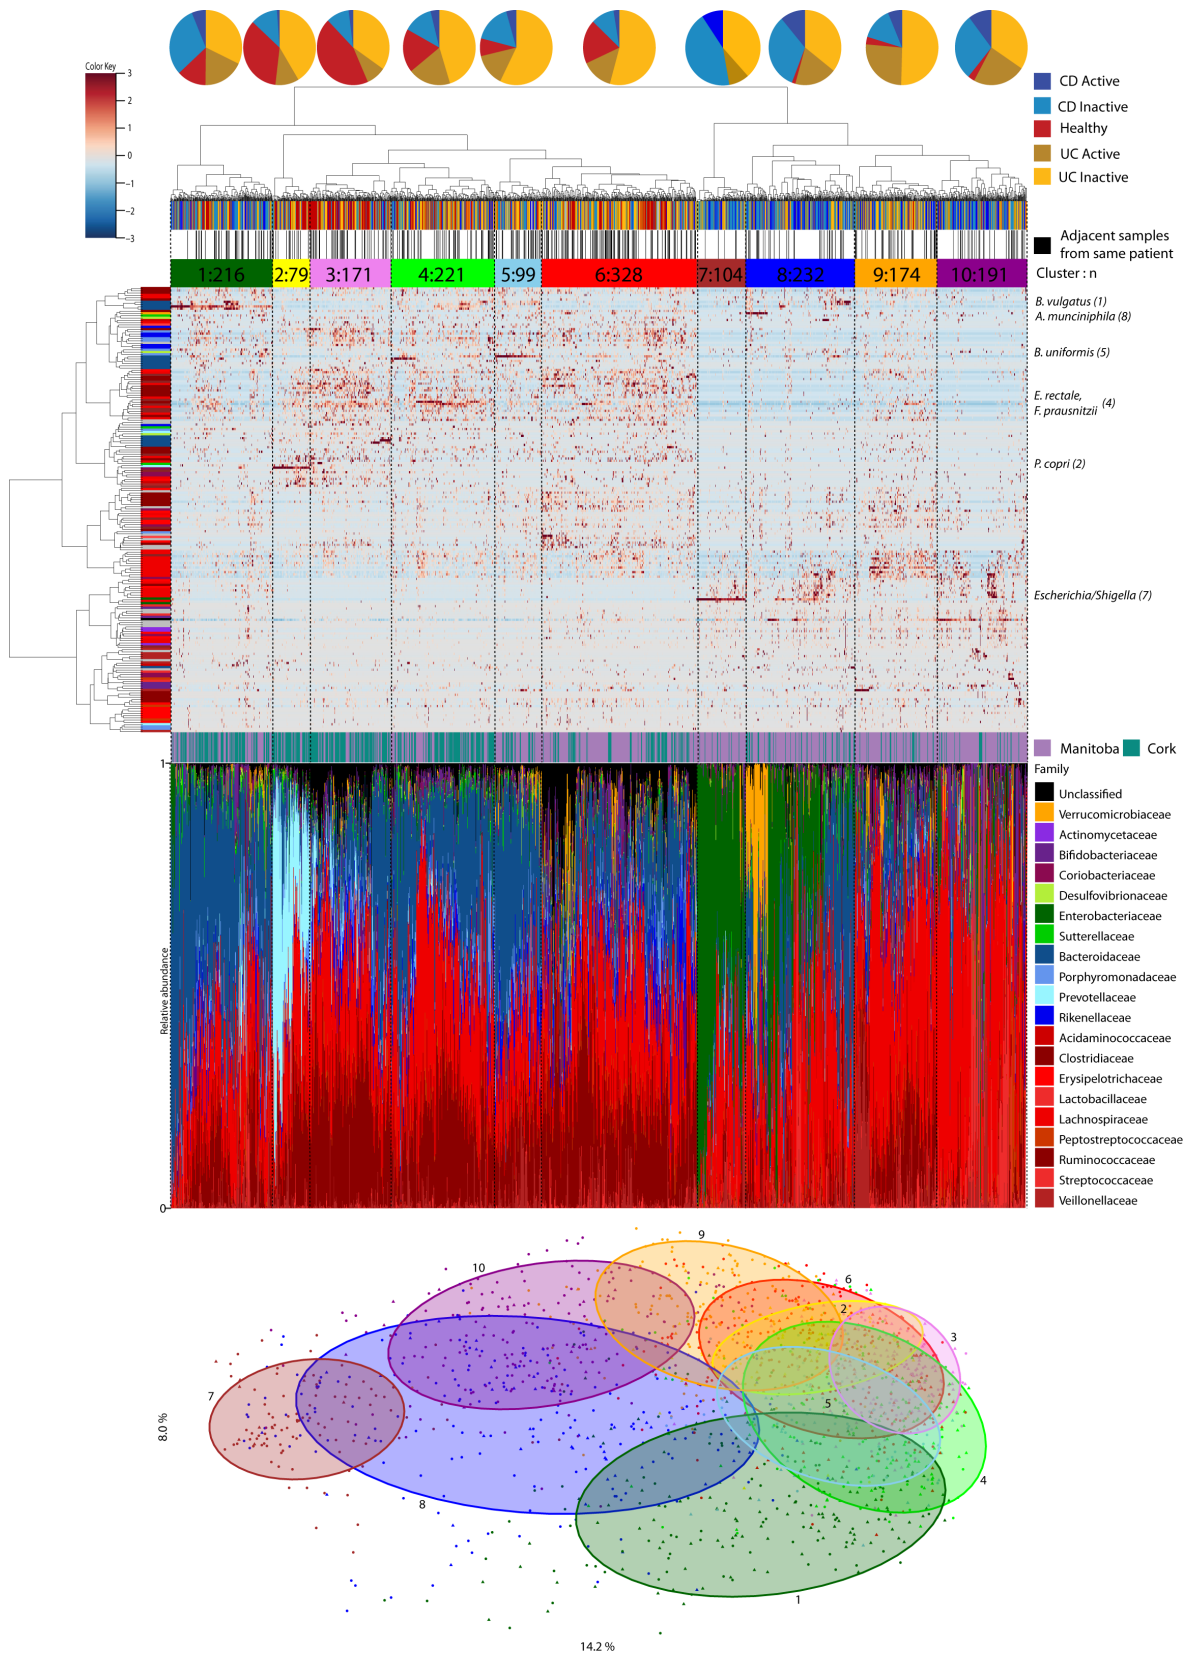 Color Key
3
2
1
0
−1
−2
−3
CD Active
CD Inactive
Healthy
UC Active
UC Inactive
Adjacent samples
from same patient
Cluster : n
1:216
2:79
3:171
4:221
5:99
6:328
7:104
8:232
9:174
10:191
B. vulgatus (1)
A. munciniphila (8)
B. uniformis (5)
E. rectale,
F. prausnitzii (4)
P. copri (2)
Escherichia/Shigella (7)
Manitoba
Cork
Family
Unclassified
Verrucomicrobiaceae
Actinomycetaceae
Bifidobacteriaceae
Coriobacteriaceae
Desulfovibrionaceae
Enterobacteriaceae
Sutterellaceae
Bacteroidaceae
Porphyromonadaceae
Prevotellaceae
Rikenellaceae
Acidaminoccaceae
Clostridiaceae
Erysipelotrichaceae
Lactobacillaceae
Lachnospiraceae
Peptostreptococcaceae
Ruminococcaceae
Streptococcaceae
Veillonellaceae
1
Relative abundance
0
9
10
6
2
3
7
5
8
4
1
8.0 %
14.2 %